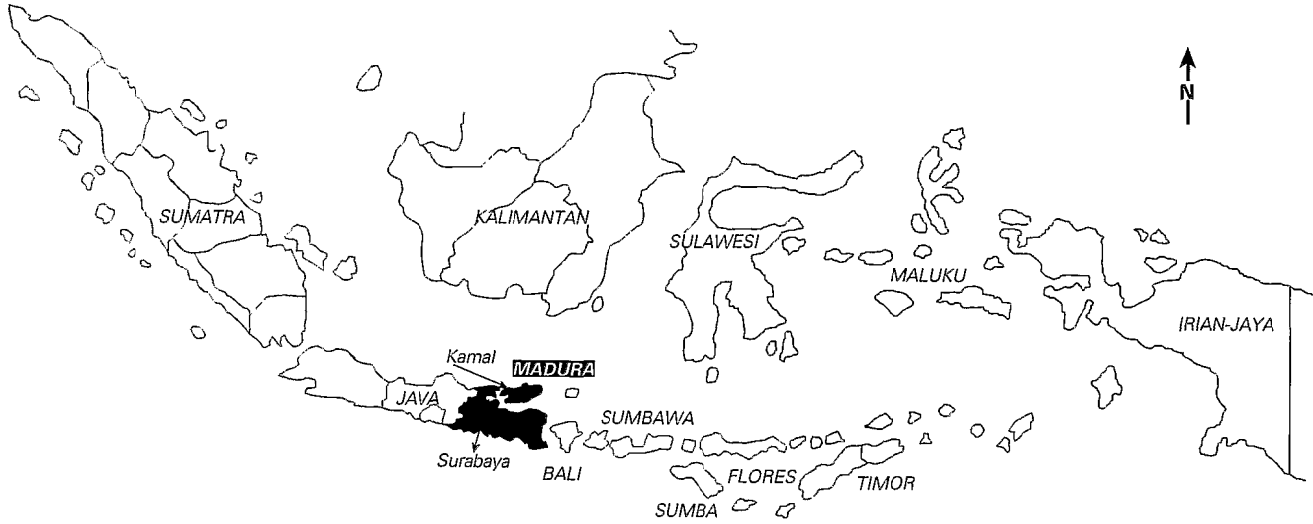 N
SUMATRA
KALIMANTAN
SULAWESI
MALUKU
IRIAN-JAYA
Kamal
MADURA
JAVA
SUMBAWA
Surabaya
BALI
FLORES
TIMOR
SUMBA